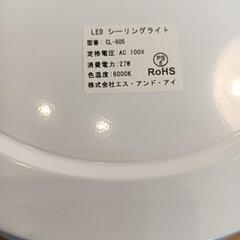 LED シーリングライト
型番: CL-605
定格電圧:AC 100V
消費電力:27W
色温度:6000K
株式会社エス・アンド・アイ
PS
E
RoHS